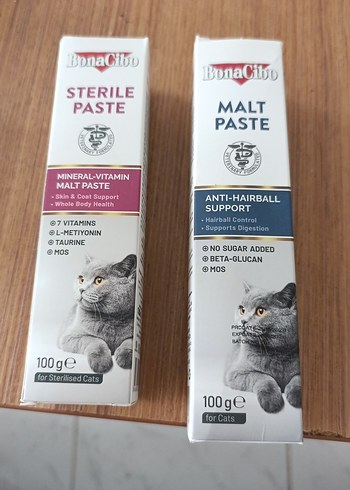 BonaCibo
STERILE
PASTE
MINERAL-VITAMIN
MALT PASTE
• Skin & Coat Support
• Whole Body Health
7 VITAMINS
L-METIYONIN
TAURINE
MOS
100g℮
for Sterilised Cats
BonaCibo
MALT
PASTE
ANTI-HAIRBALL
SUPPORT
• Hairball Control
• Supports Digestion
NO SUGAR ADDED
BETA-GLUCAN
MOS
100g℮
for Cats